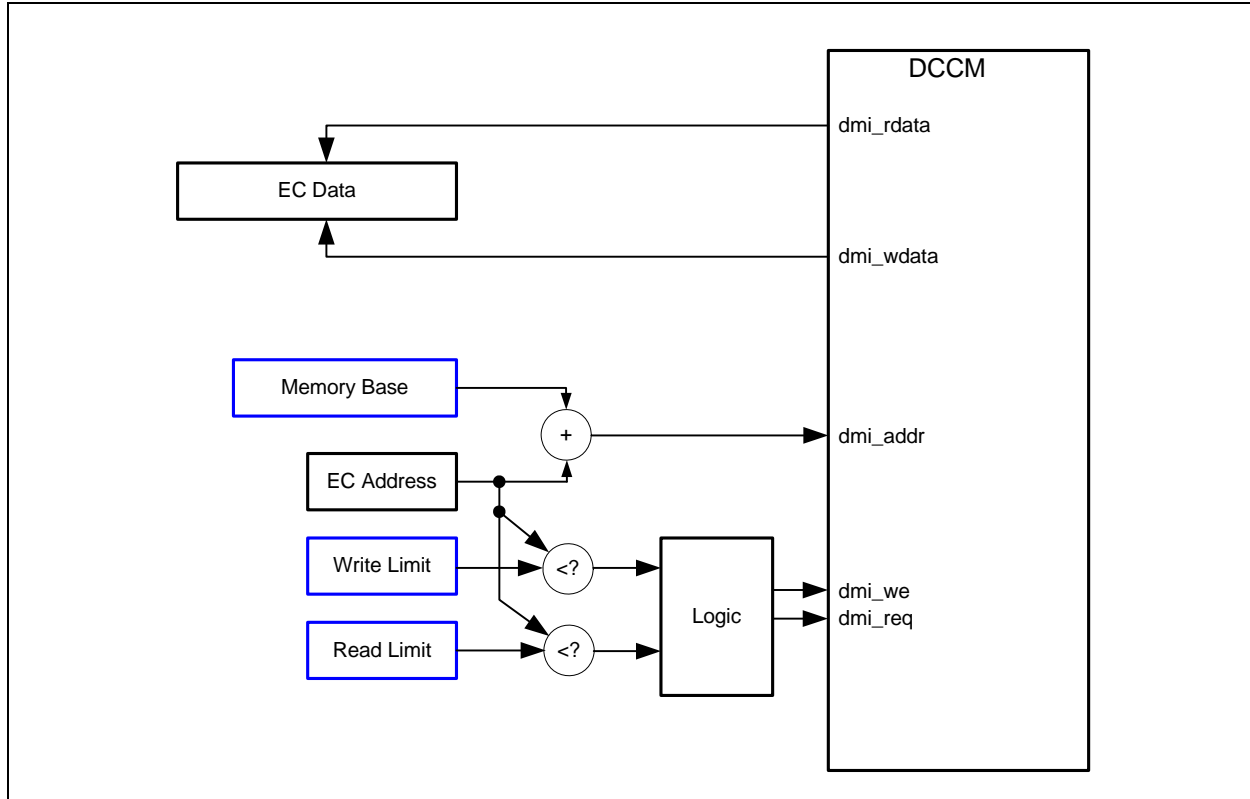 DCCM
dmi_rdata
EC Data
dmi_wdata
Memory Base
+
dmi_addr
EC Address
Write Limit
<?
dmi_we
Logic
dmi_req
Read Limit
<?